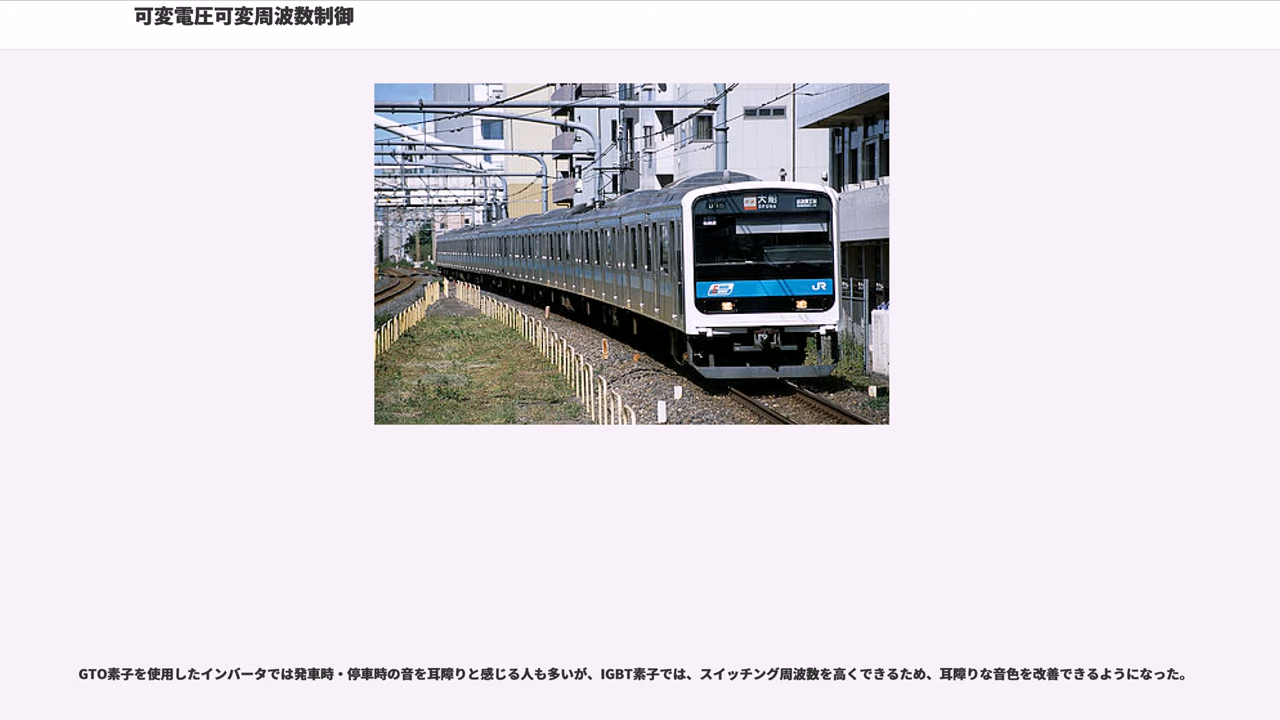 可変電圧可変周波数制御
大船
OFUNA
JR
GTO素子を使用したインバータでは発車時・停車時の音を耳障りと感じる人も多いが、IGBT素子では、スイッチング周波数を高くできるため、耳障りな音色を改善できるようになった。